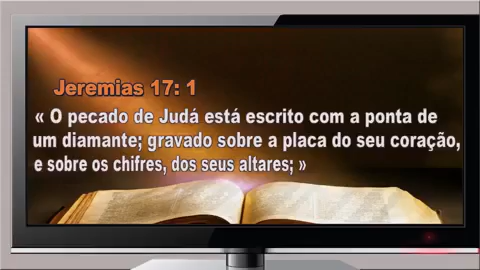 Jeremias 17: 1
« O pecado de Judá está escrito com a ponta de
um diamante; gravado sobre a placa do seu coração,
e sobre os chifres, dos seus altares; »